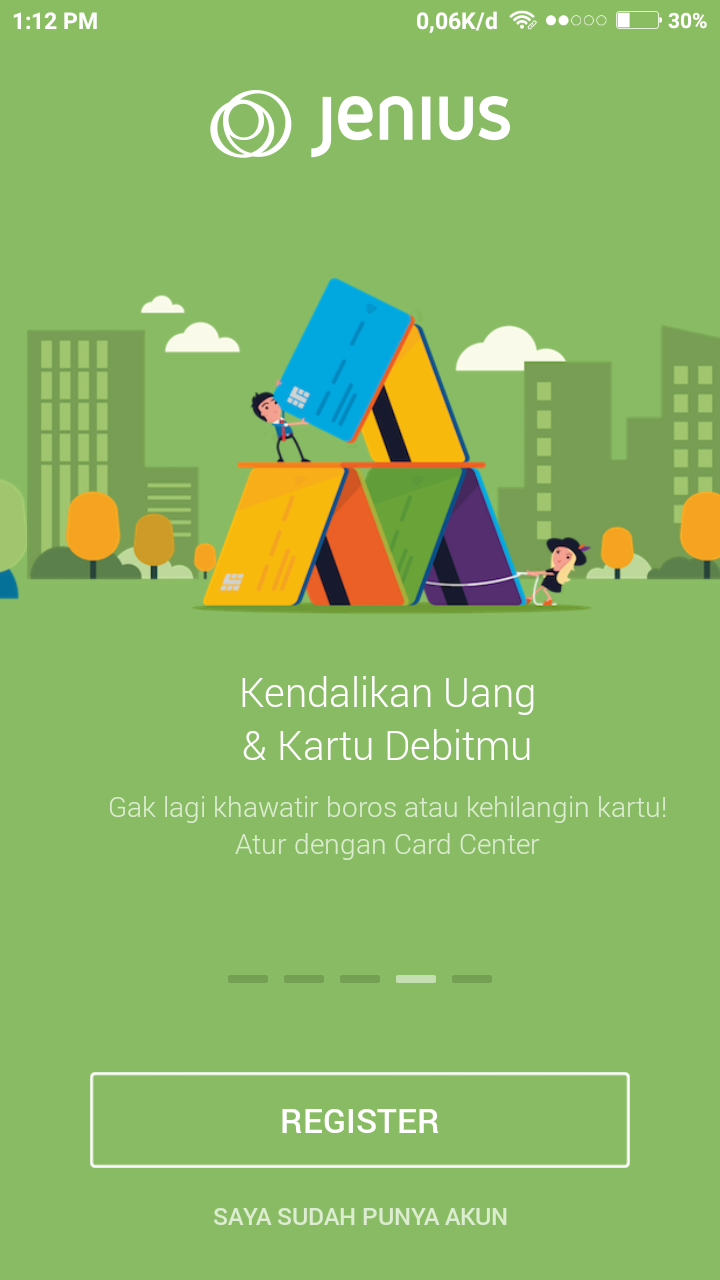 1:12 PM 0,06K/d 30%
Jenius
Kendalikan Uang
& Kartu Debitmu
Gak lagi khawatir boros atau kehilangin kartu!
Atur dengan Card Center
REGISTER
SAYA SUDAH PUNYA AKUN